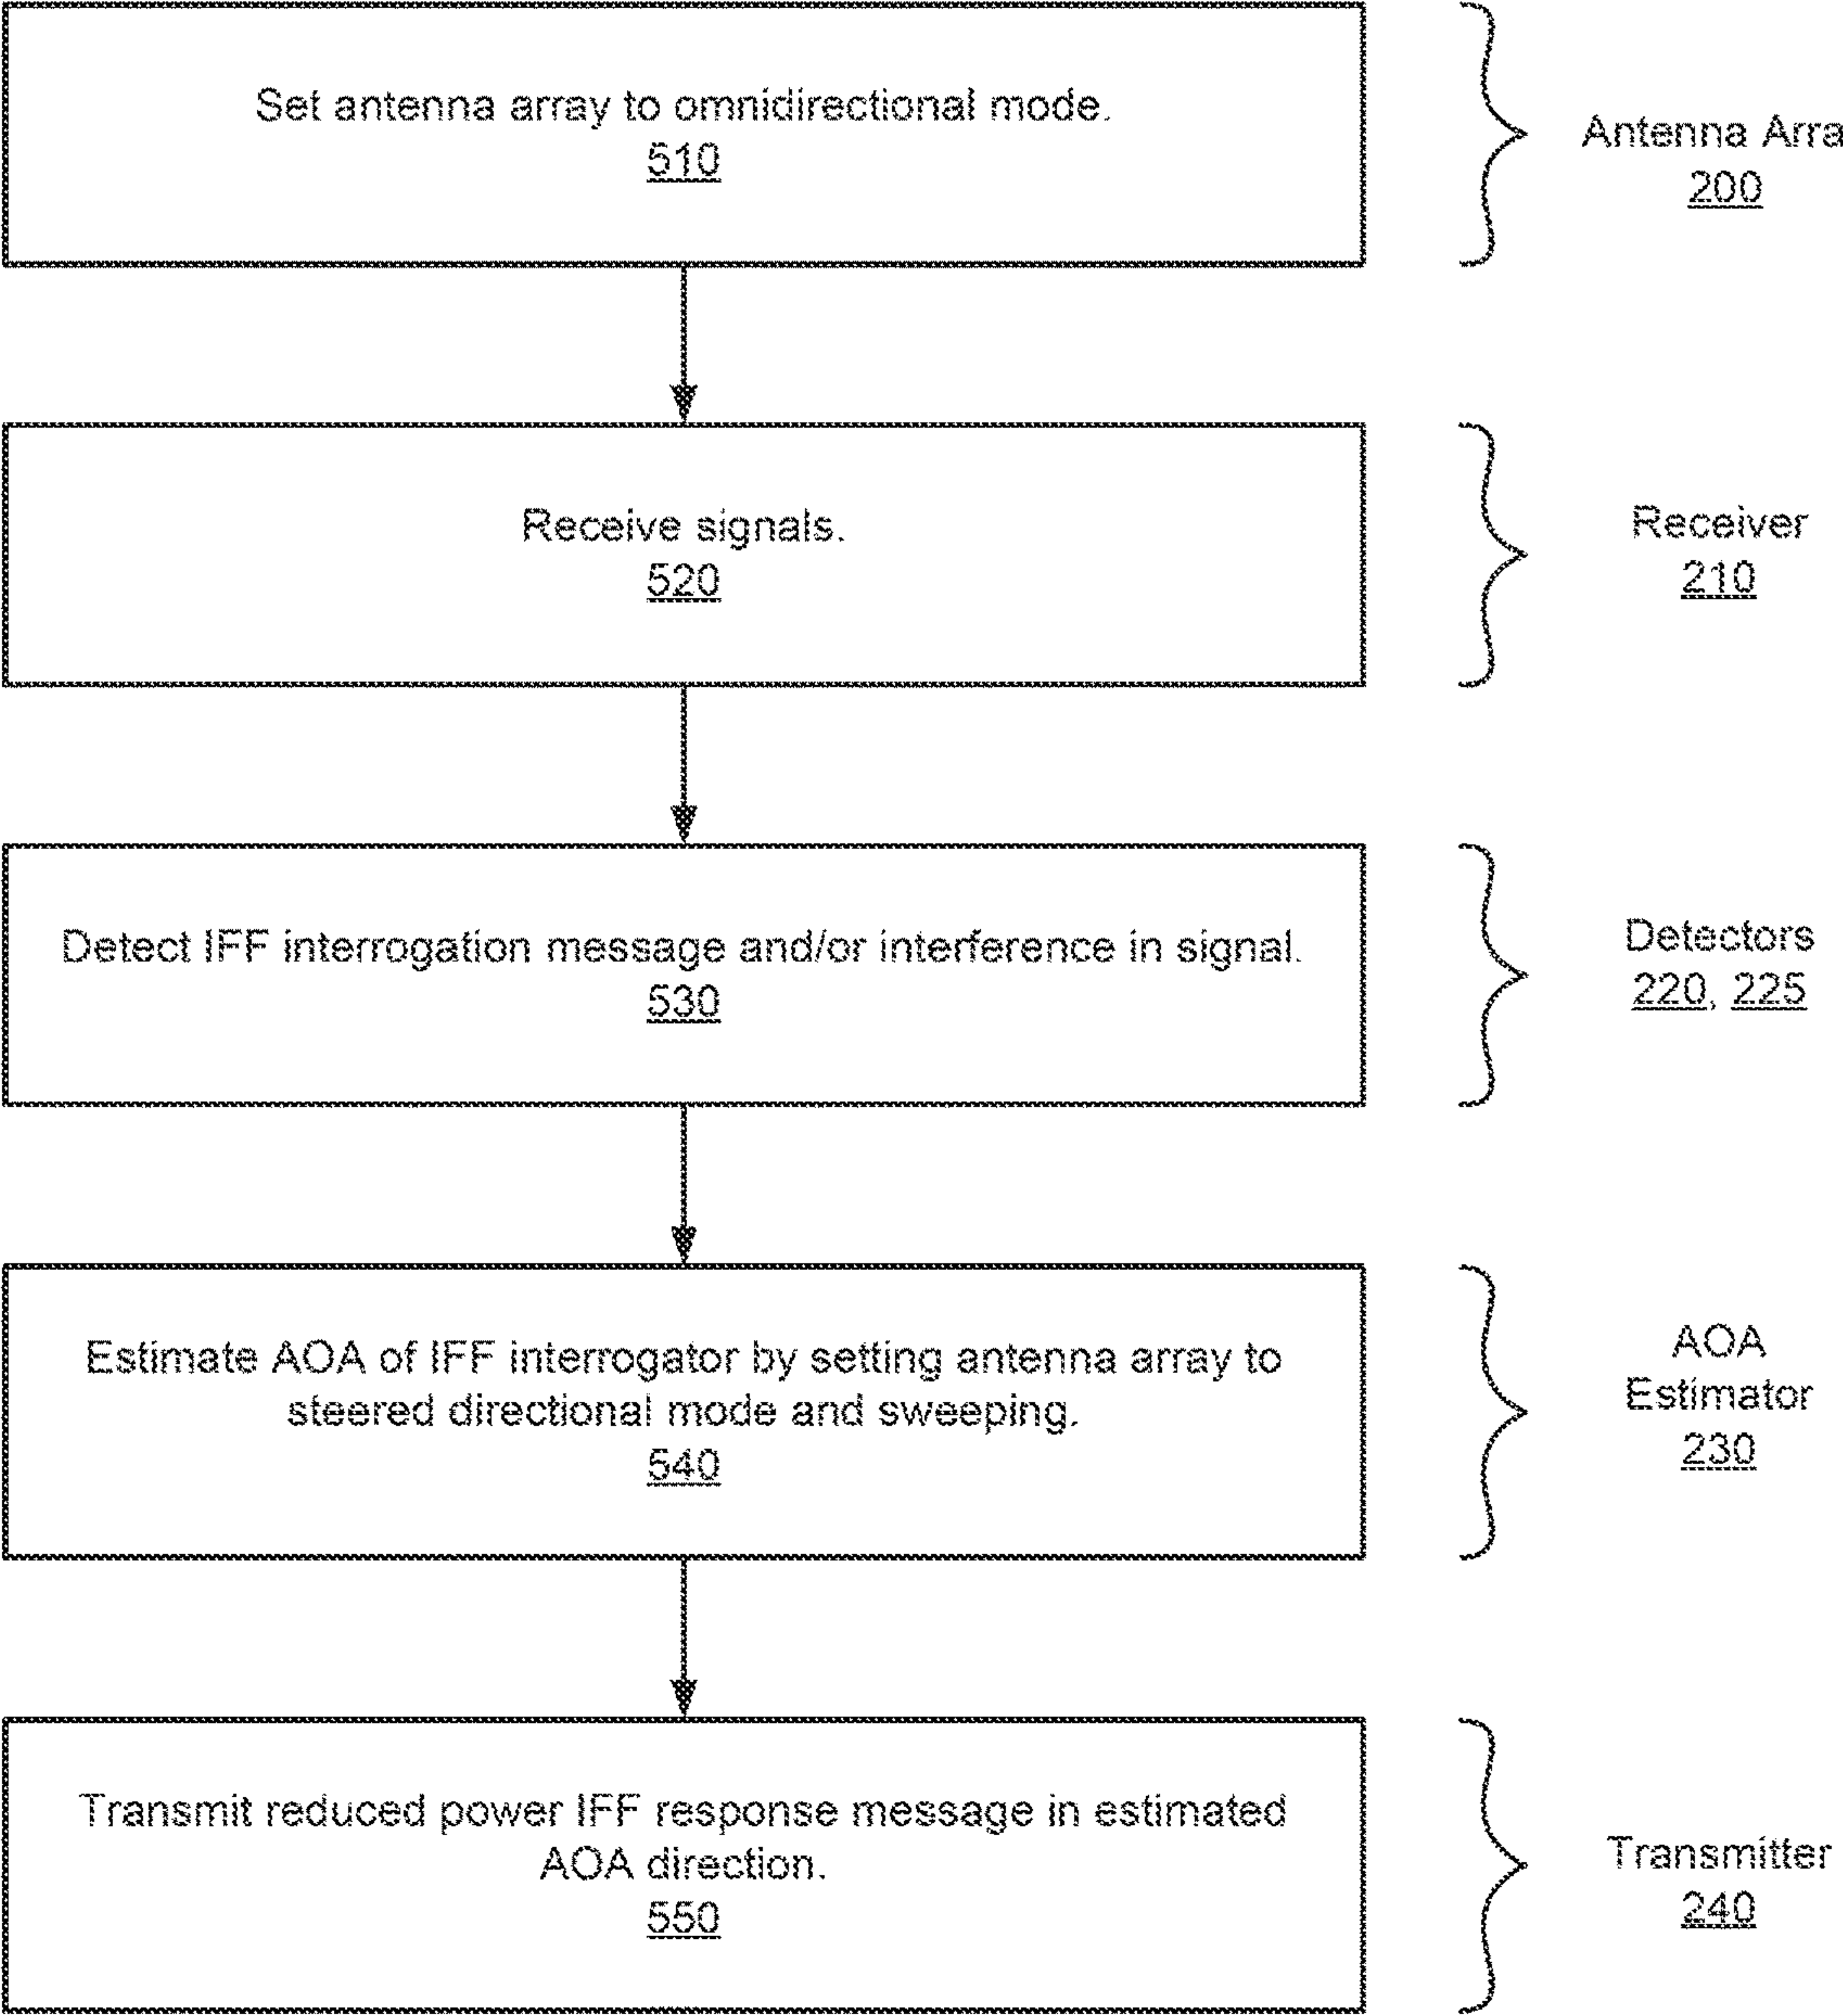 Set antenna array to omnidirectional mode.
510
Antenna Arra
200
Receive signals.
520
Receiver
210
Detect IFF interrogation message and/or interference in signal.
530
Detectors
220, 225
Estimate AOA of IFF interrogator by setting antenna array to
steered directional mode and sweeping.
540
AOA
Estimator
230
Transmit reduced power IFF response message in estimated
AOA direction.
550
Transmitter
240